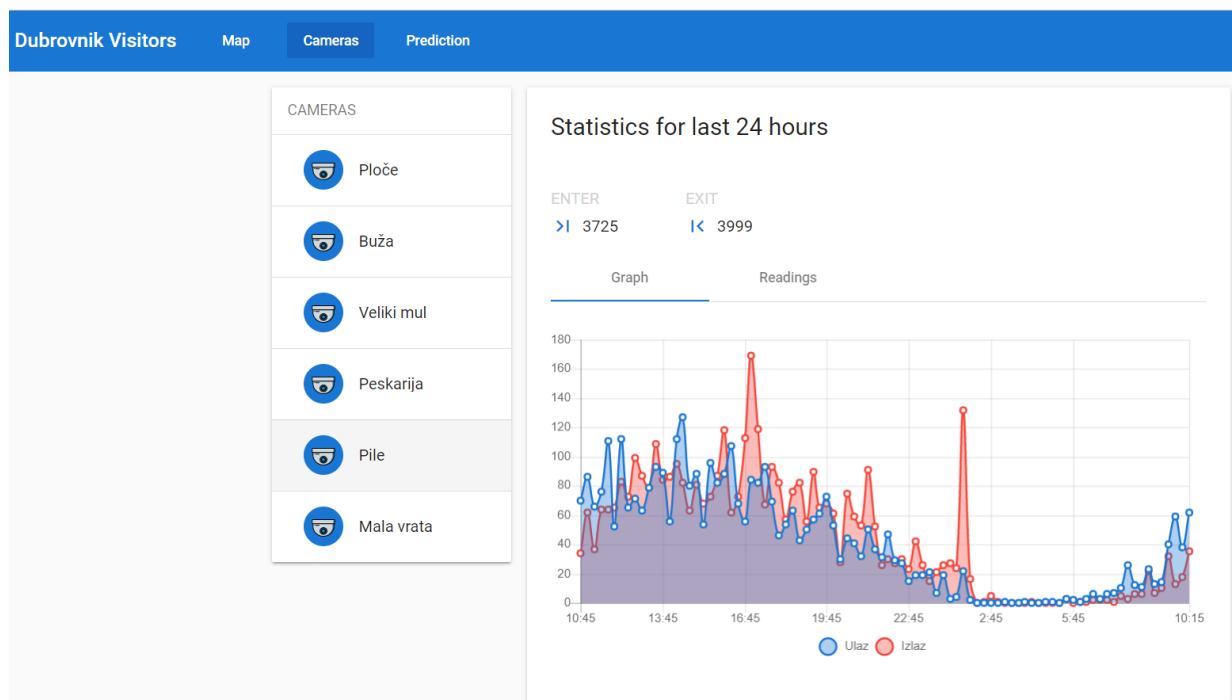 Dubrovnik Visitors Map Cameras Prediction
CAMERAS
Ploče
Buža
Veliki mul
Peskarija
Pile
Mala vrata
Statistics for last 24 hours
ENTER EXIT
3725 3999
Graph Readings
180
160
140
120
100
80
60
40
20
0
10:45 13:45 16:45 19:45 22:45 2:45 5:45 10:15
Ulaz Izlaz